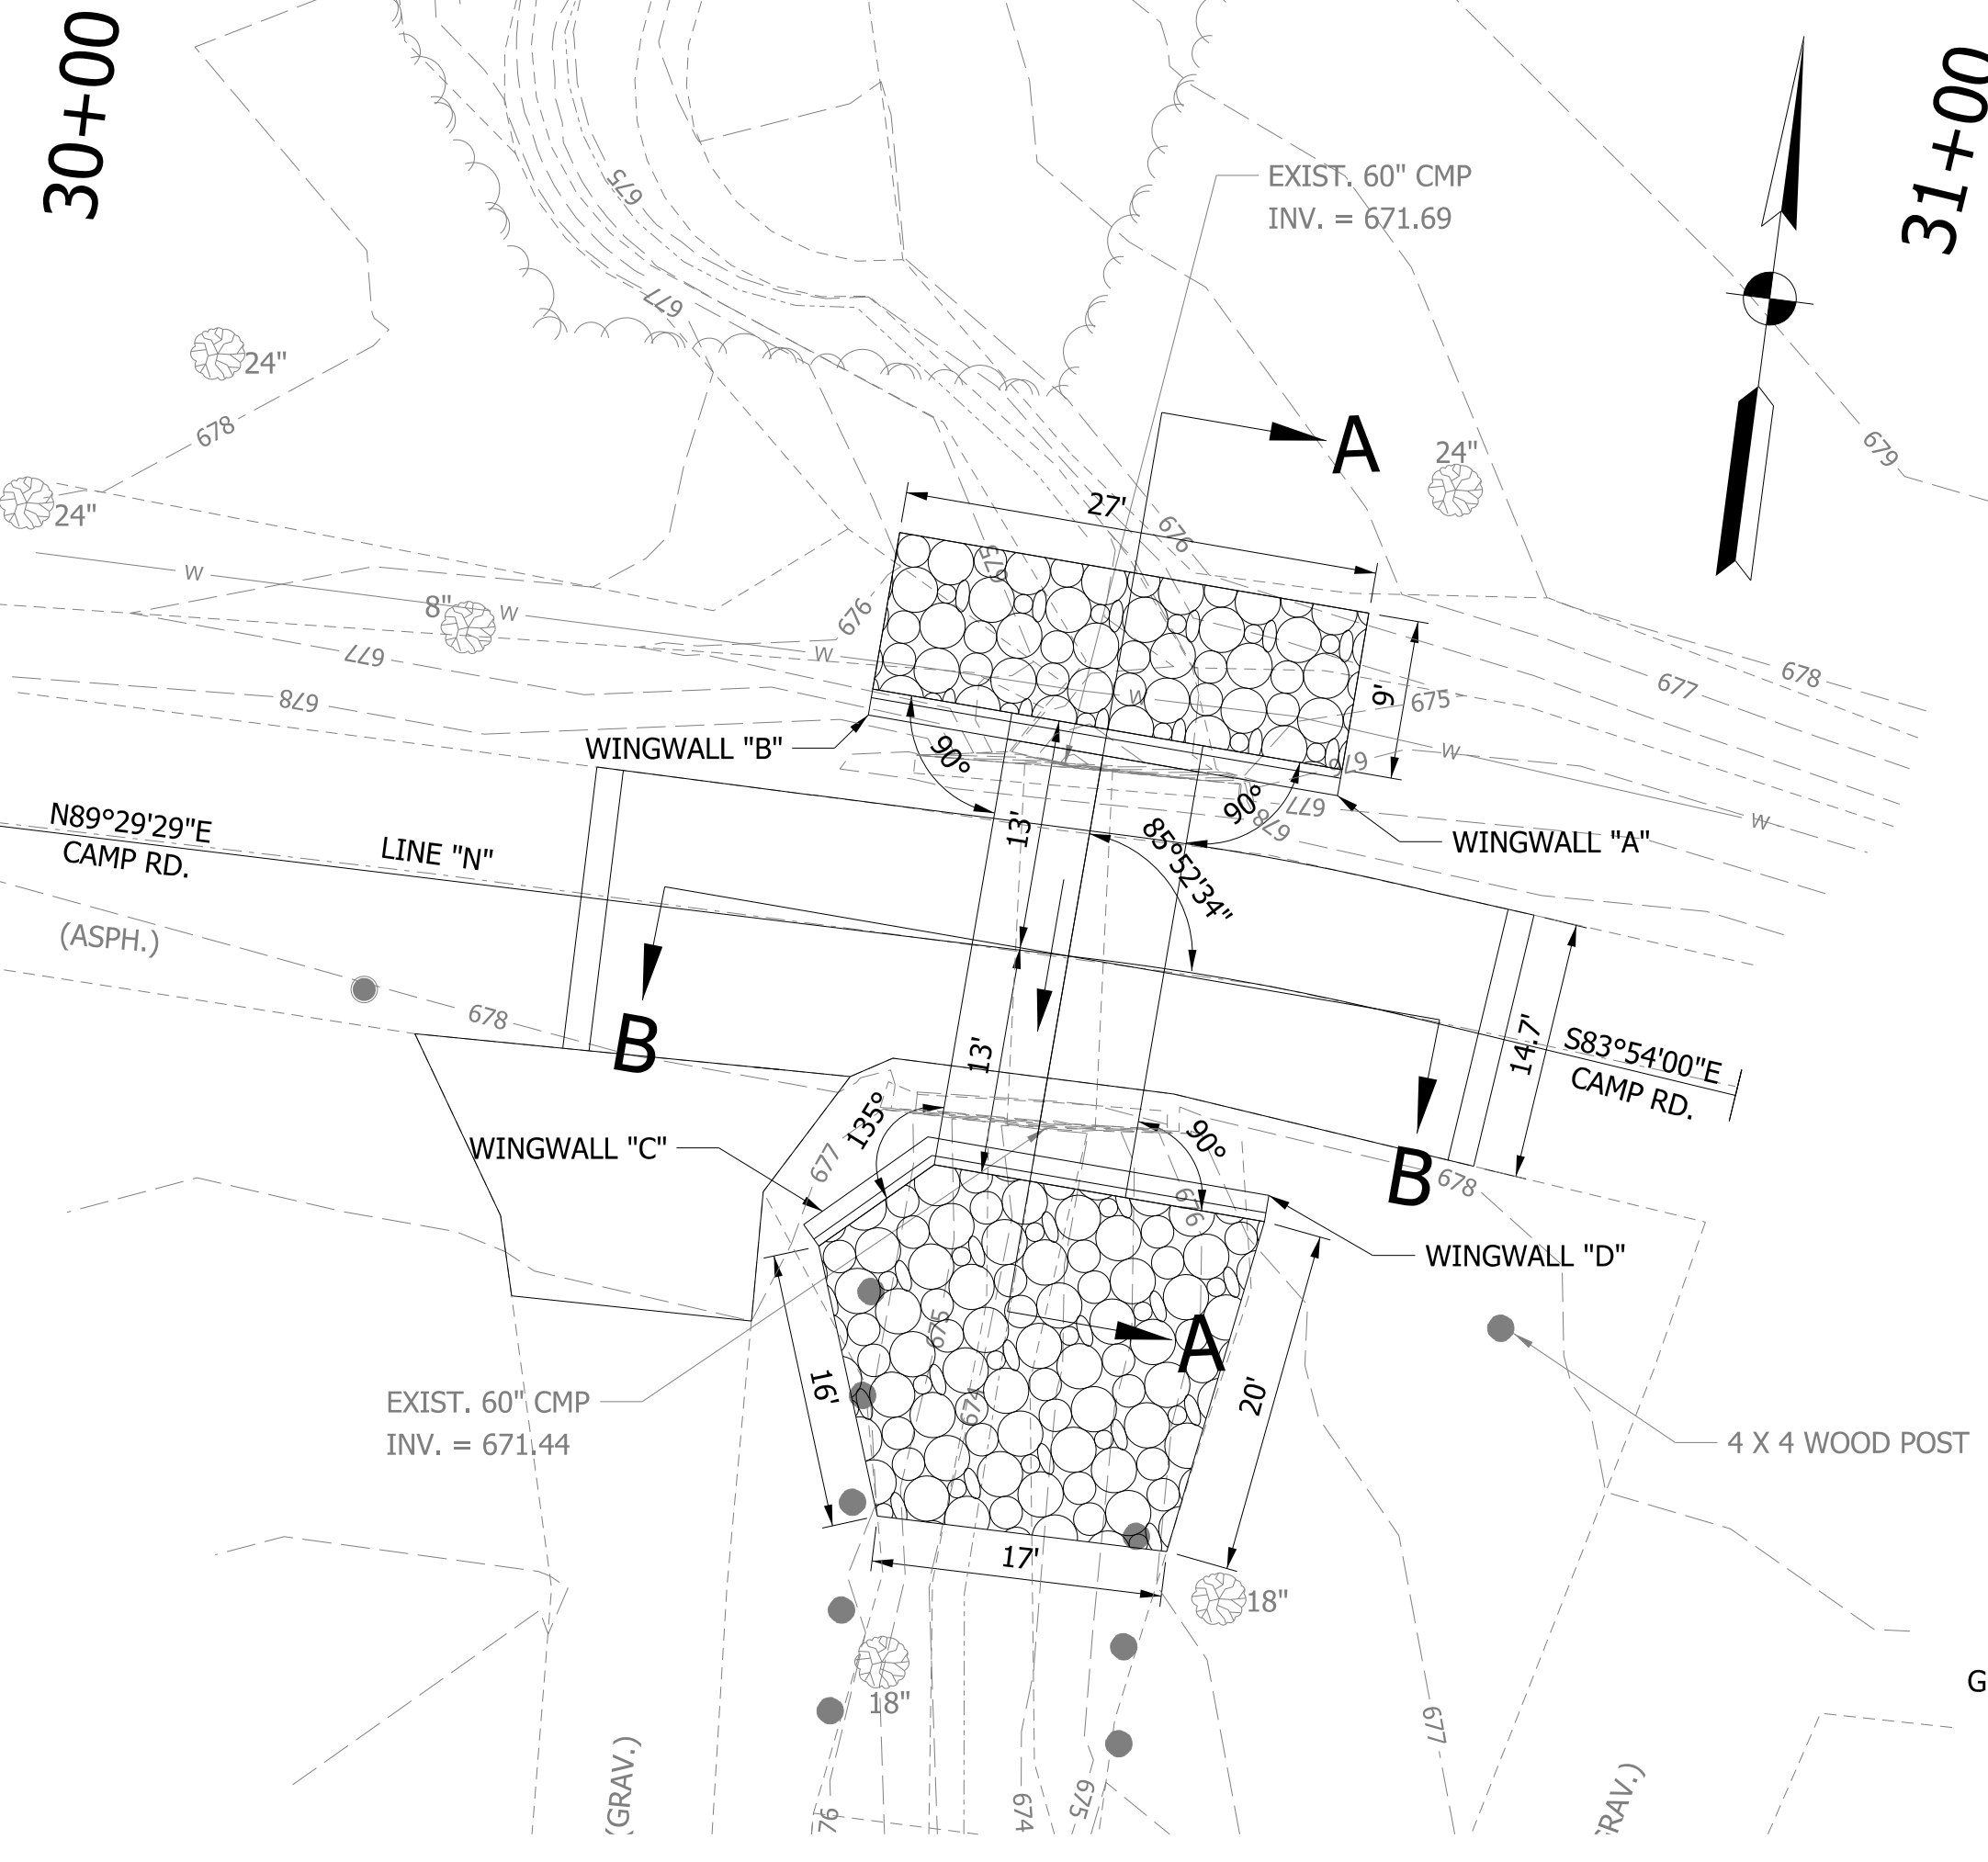 30+00
31+00
EXIST. 60" CMP
INV. = 671.69
675
677
24"
678
24"
A
24"
679
27'
676
675
W
8"
W
676
W
677
678
W
9'
675
677
678
W
676
677
678
W
WINGWALL "B"
90°
90°
13'
85°52'34"
WINGWALL "A"
N89°29'29"E
CAMP RD.
LINE "N"
(ASPH.)
678
B
13'
14.7'
S83°54'00"E
CAMP RD.
135°
90°
WINGWALL "C"
677
676
B
678
WINGWALL "D"
675
A
16'
674
20'
EXIST. 60" CMP
INV. = 671.44
4 X 4 WOOD POST
17'
18"
18"
G
677
(GRAV.)
674
675